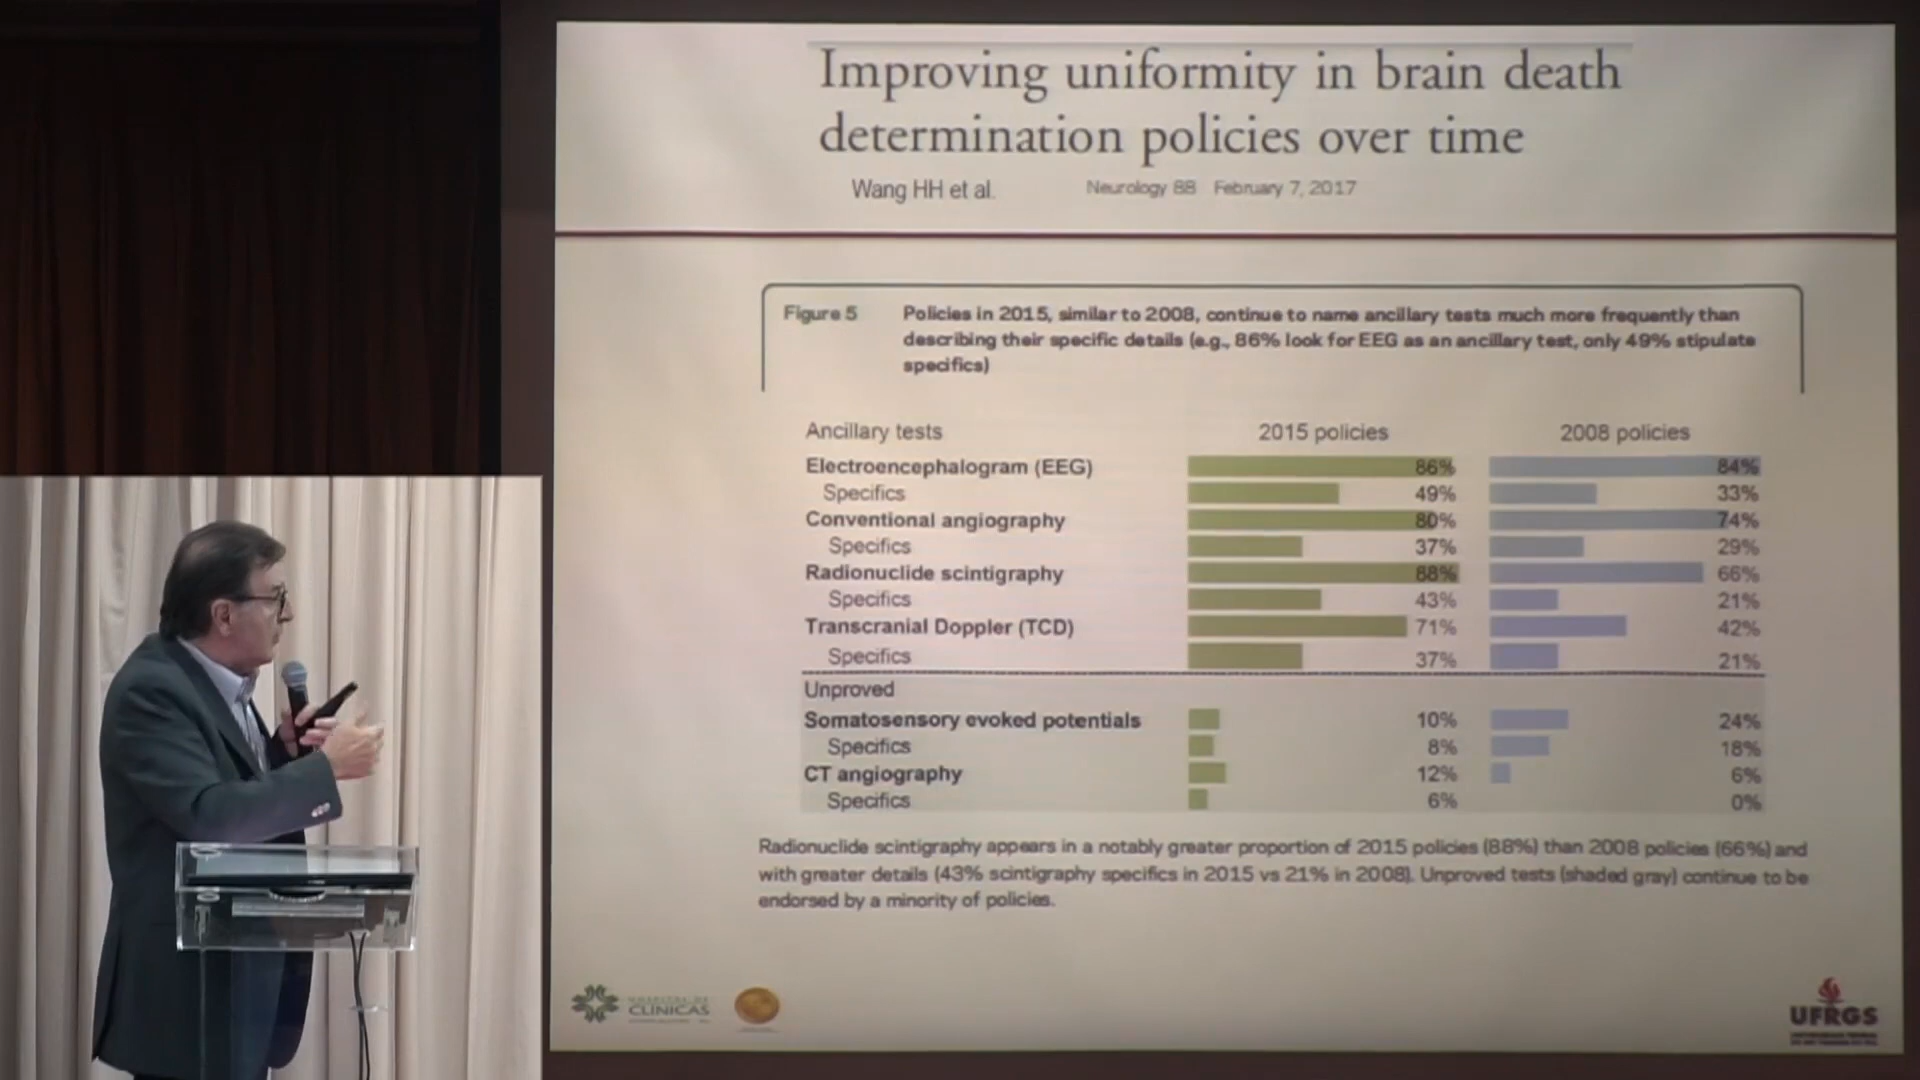 Improving uniformity in brain death
determination policies over time
Wang HH et al. Neurology 88 February 7, 2017
Figure 5 Policies in 2015, similar to 2008, continue to name ancillary tests much more frequently than
describing their specific details (e.g., 86% look for EEG as an ancillary test, only 49% stipulate
specifics)
Ancillary tests 2015 policies 2008 policies
Electroencephalogram (EEG) 86% 84%
Specifics 49% 33%
Conventional angiography 80% 74%
Specifics 37% 29%
Radionuclide scintigraphy 88% 66%
Specifics 43% 21%
Transcranial Doppler (TCD) 71% 42%
Specifics 37% 21%
Unproved
Somatosensory evoked potentials 10% 24%
Specifics 8% 18%
CT angiography 12% 6%
Specifics 6% 0%
Radionuclide scintigraphy appears in a notably greater proportion of 2015 policies (88%) than 2008 policies (66%) and
with greater details (43% scintigraphy specifics in 2015 vs 21% in 2008). Unproved tests (shaded gray) continue to be
endorsed by a minority of policies.
HOSPITAL DE
CLINICAS
UFRGS